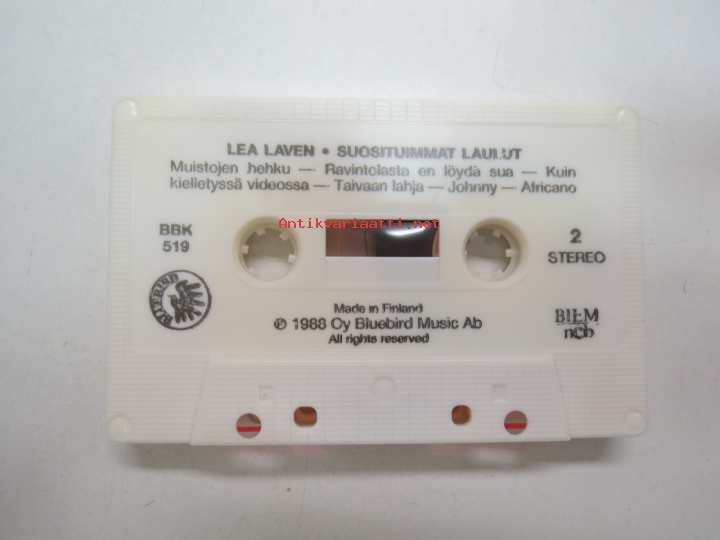 LEA LAVEN • SUOSITUIMMAT LAULUT
Muistojen hehku — Ravintolasta en löydä sua — Kuin
kielletyssä videossa — Taivaan lahja — Johnny — Africano
Antikvariaatti.net
BBK
519
2
STEREO
BLUEBIRD
Made in Finland
℗ 1988 Oy Bluebird Music Ab
All rights reserved
BIEM
ncb